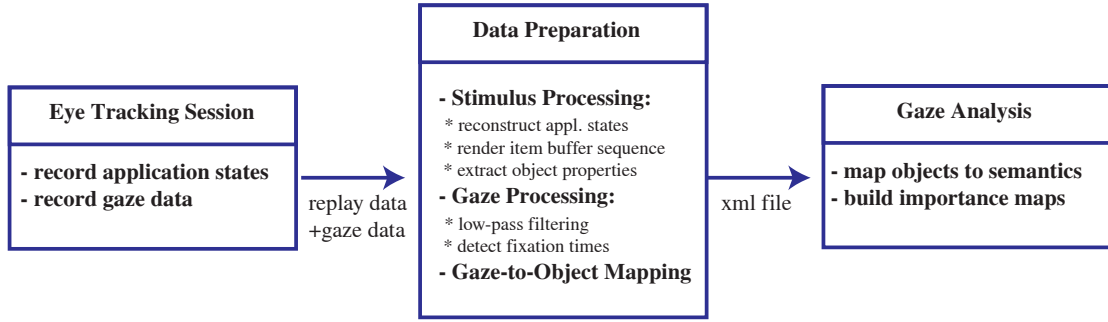 Eye Tracking Session
- record application states
- record gaze data
replay data
+gaze data
Data Preparation
- Stimulus Processing:
* reconstruct appl. states
* render item buffer sequence
* extract object properties
- Gaze Processing:
* low-pass filtering
* detect fixation times
- Gaze-to-Object Mapping
xml file
Gaze Analysis
- map objects to semantics
- build importance maps